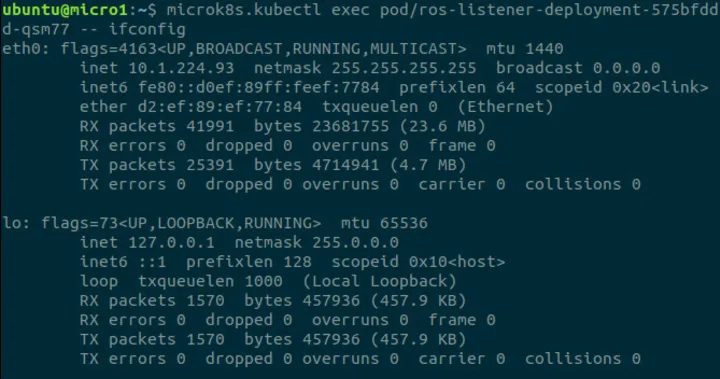 ubuntu@micro1:~$ microk8s.kubectl exec pod/ros-listener-deployment-575bfdd
d-qsm77 -- ifconfig
eth0: flags=4163<UP,BROADCAST,RUNNING,MULTICAST>  mtu 1440
        inet 10.1.224.93  netmask 255.255.255.255  broadcast 0.0.0.0
        inet6 fe80::d0ef:89ff:feef:7784  prefixlen 64  scopeid 0x20<link>
        ether d2:ef:89:ef:77:84  txqueuelen 0  (Ethernet)
        RX packets 41991  bytes 23681755 (23.6 MB)
        RX errors 0  dropped 0  overruns 0  frame 0
        TX packets 25391  bytes 4714941 (4.7 MB)
        TX errors 0  dropped 0 overruns 0  carrier 0  collisions 0

lo: flags=73<UP,LOOPBACK,RUNNING>  mtu 65536
        inet 127.0.0.1  netmask 255.0.0.0
        inet6 ::1  prefixlen 128  scopeid 0x10<host>
        loop  txqueuelen 1000  (Local Loopback)
        RX packets 1570  bytes 457936 (457.9 KB)
        RX errors 0  dropped 0  overruns 0  frame 0
        TX packets 1570  bytes 457936 (457.9 KB)
        TX errors 0  dropped 0 overruns 0  carrier 0  collisions 0